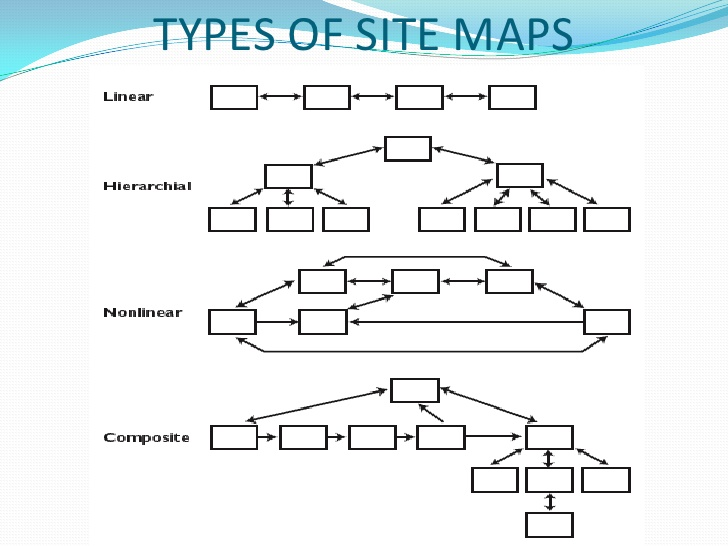 TYPES OF SITE MAPS
Linear
Hierarchial
Nonlinear
Composite